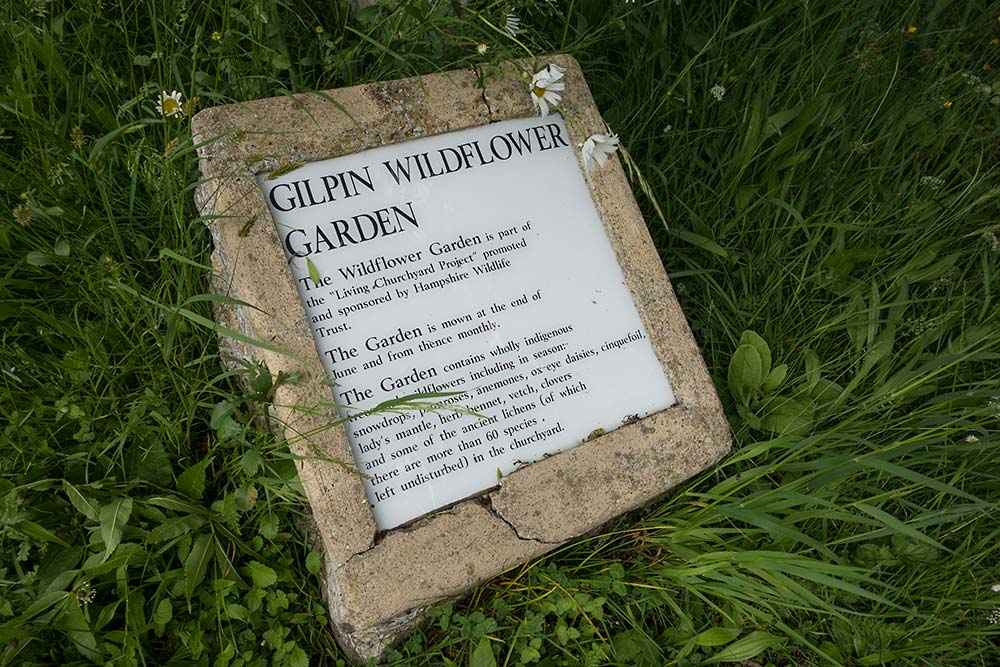 GILPIN WILDFLOWER
GARDEN
The Wildflower Garden is part of
the "Living Churchyard Project" promoted
and sponsored by Hampshire Wildlife
Trust.
The Garden is mown at the end of
June and from thence monthly.
The Garden contains wholly indigenous
wildflowers including in season:-
snowdrops, primroses, anemones, ox-eye daisies, cinquefoil,
lady's mantle, herb bennet, vetch, clovers
and some of the ancient lichens (of which
there are more than 60 species .
left undisturbed) in the churchyard.